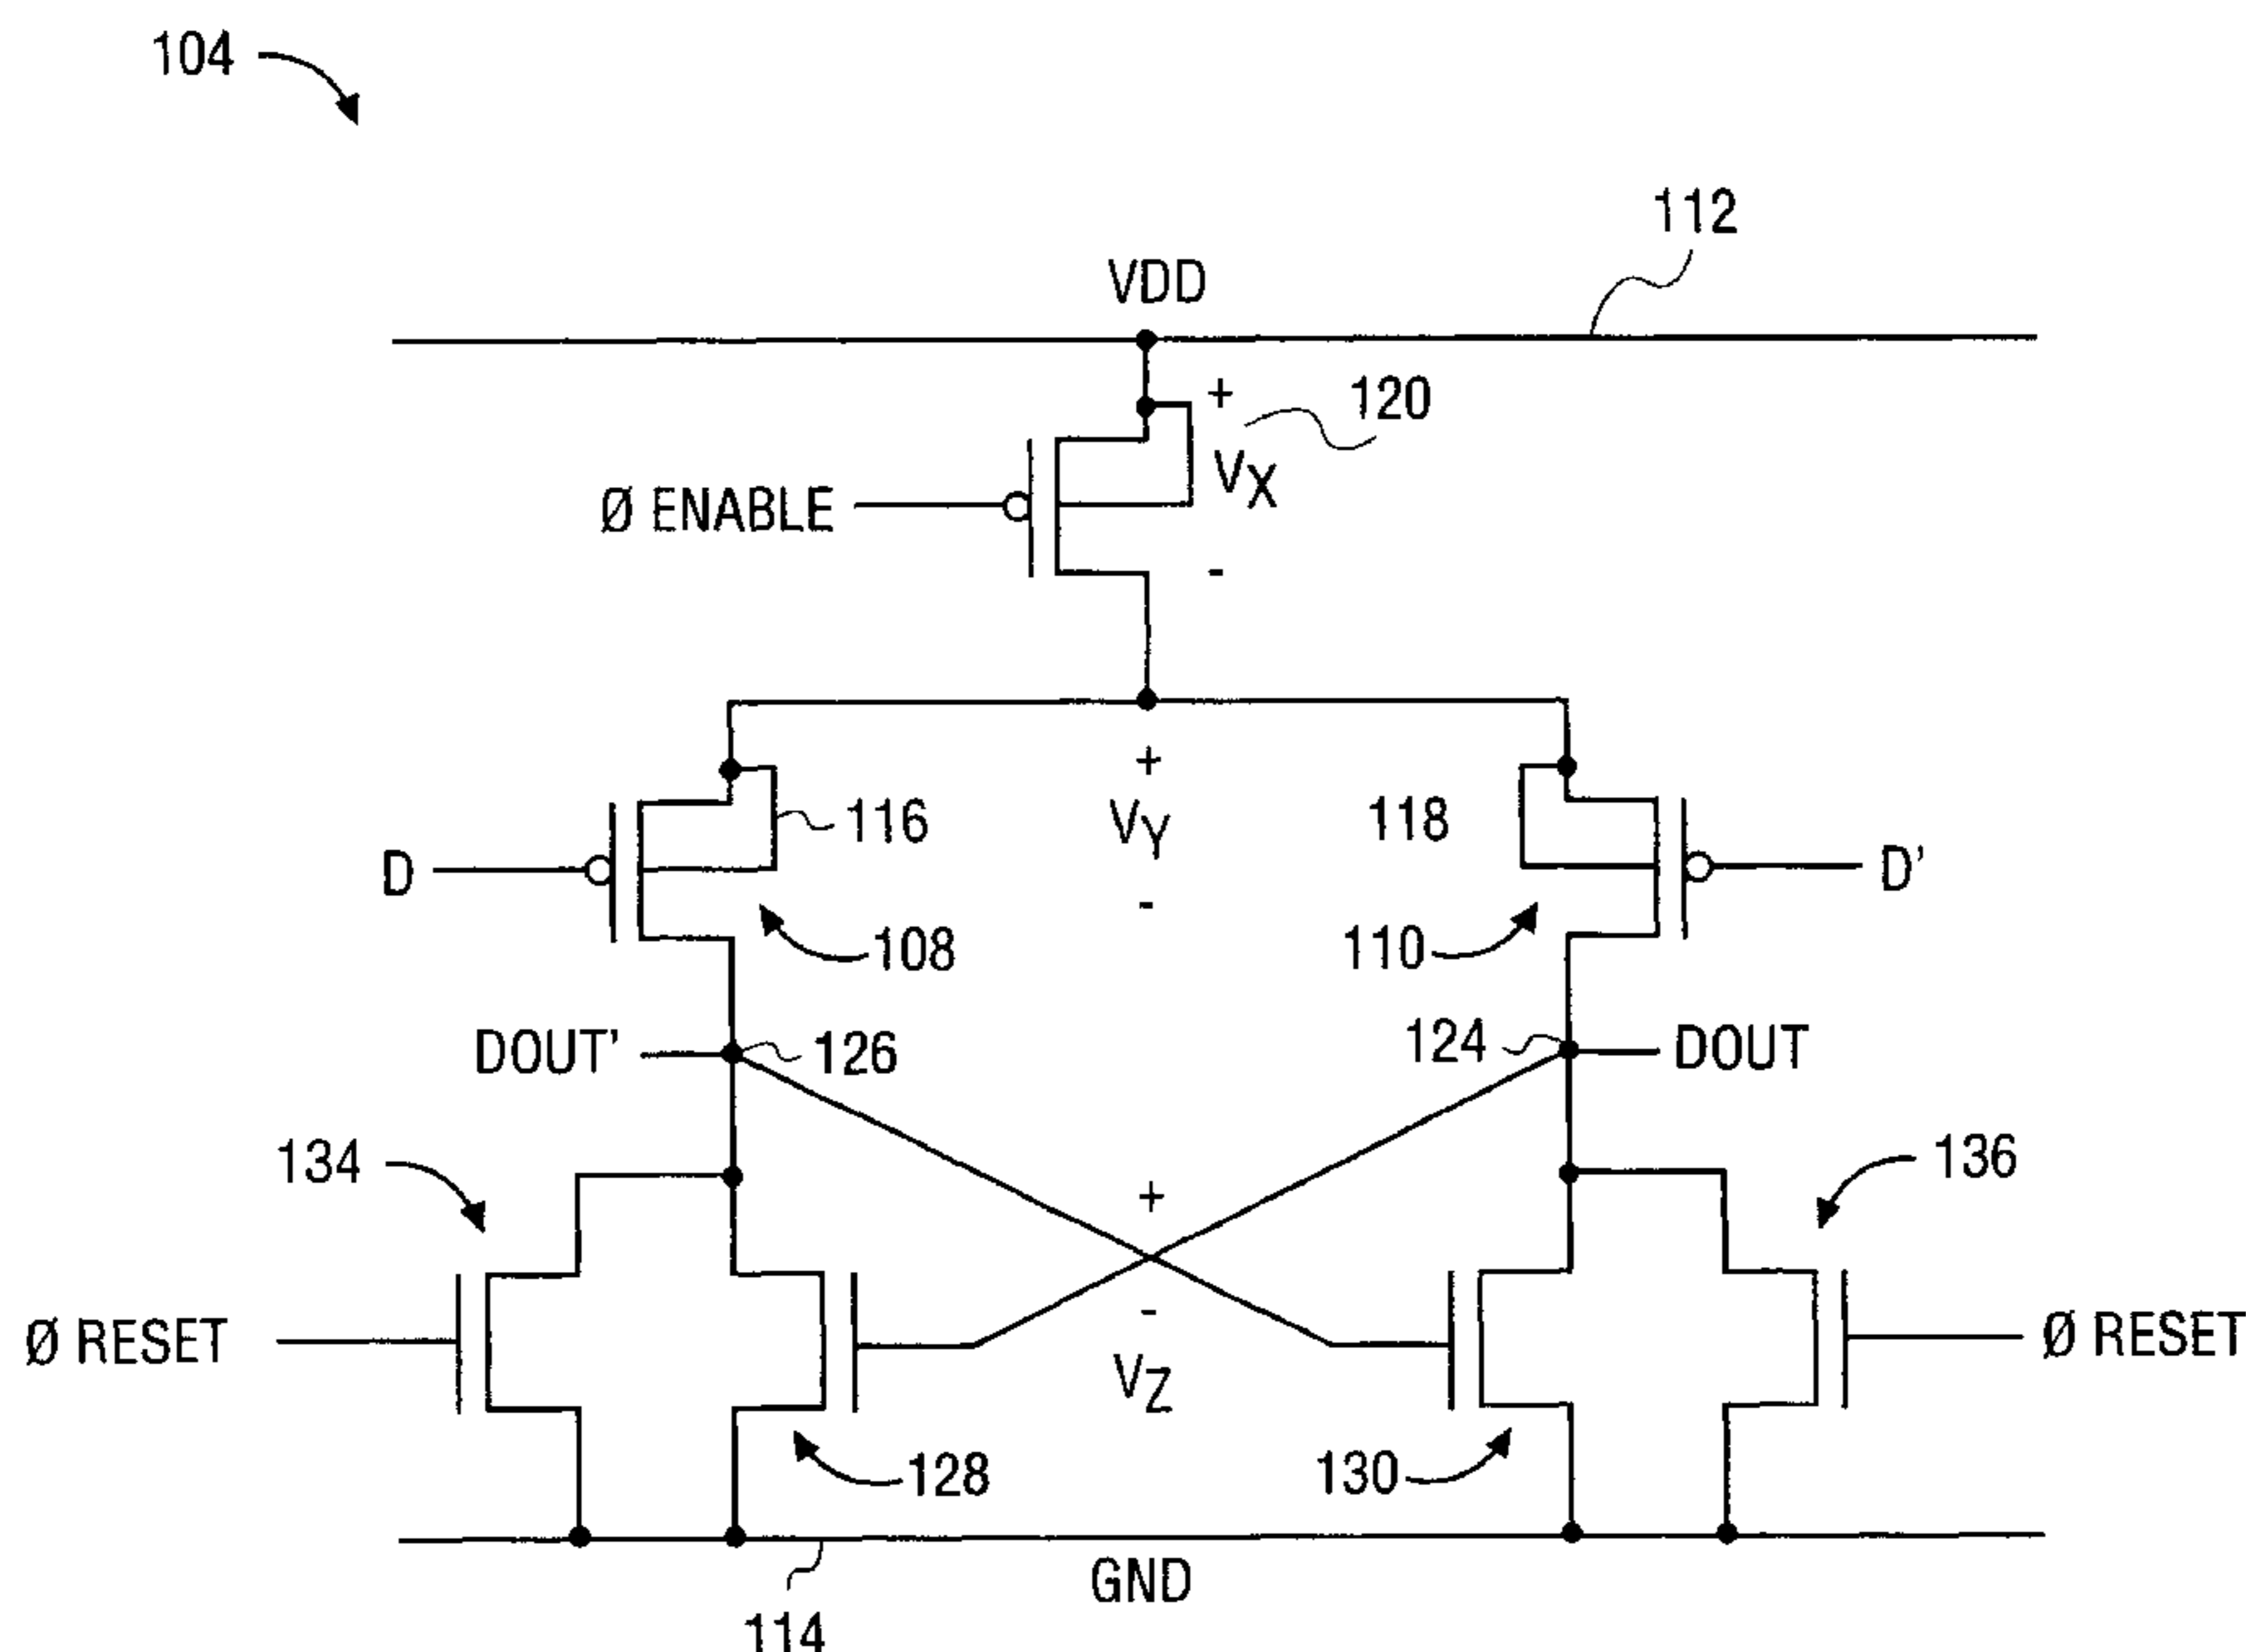 104
112
VDD
+
120
Ø ENABLE
VX
-
+
116
VY
118
D
D'
-
108
110
DOUT'
126
124
DOUT
134
+
136
Ø RESET
-
Ø RESET
VZ
128
130
GND
114